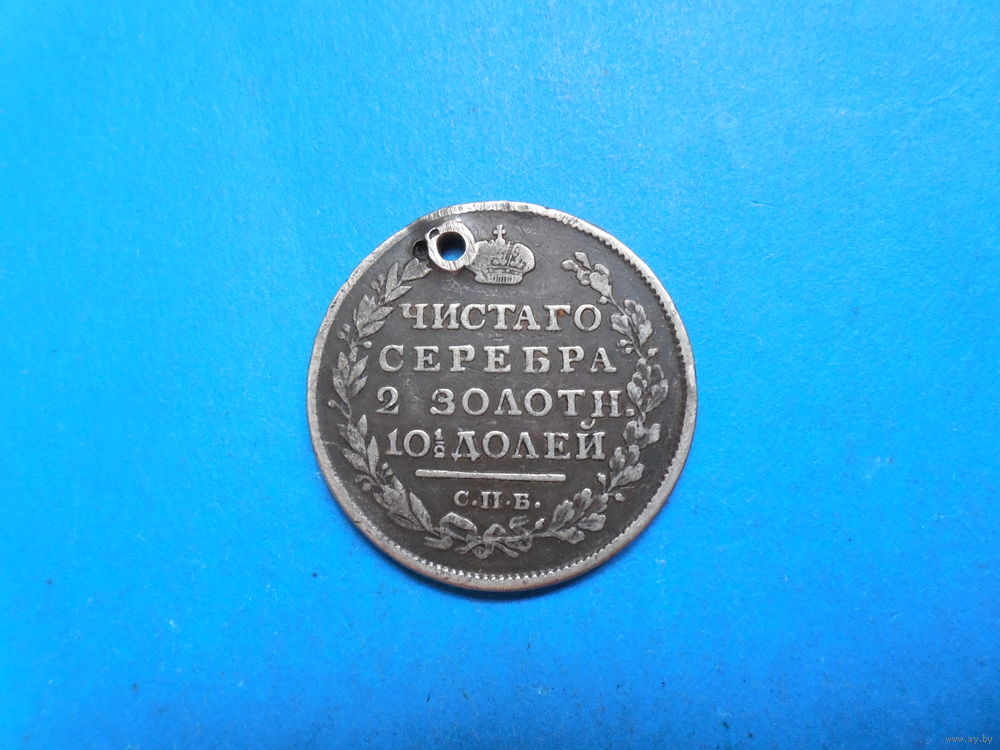 ЧИСТАГО
СЕРЕБРА
2 ЗОЛОТН.
10½ ДОЛЕЙ
С.П.Б.
www.ay.by